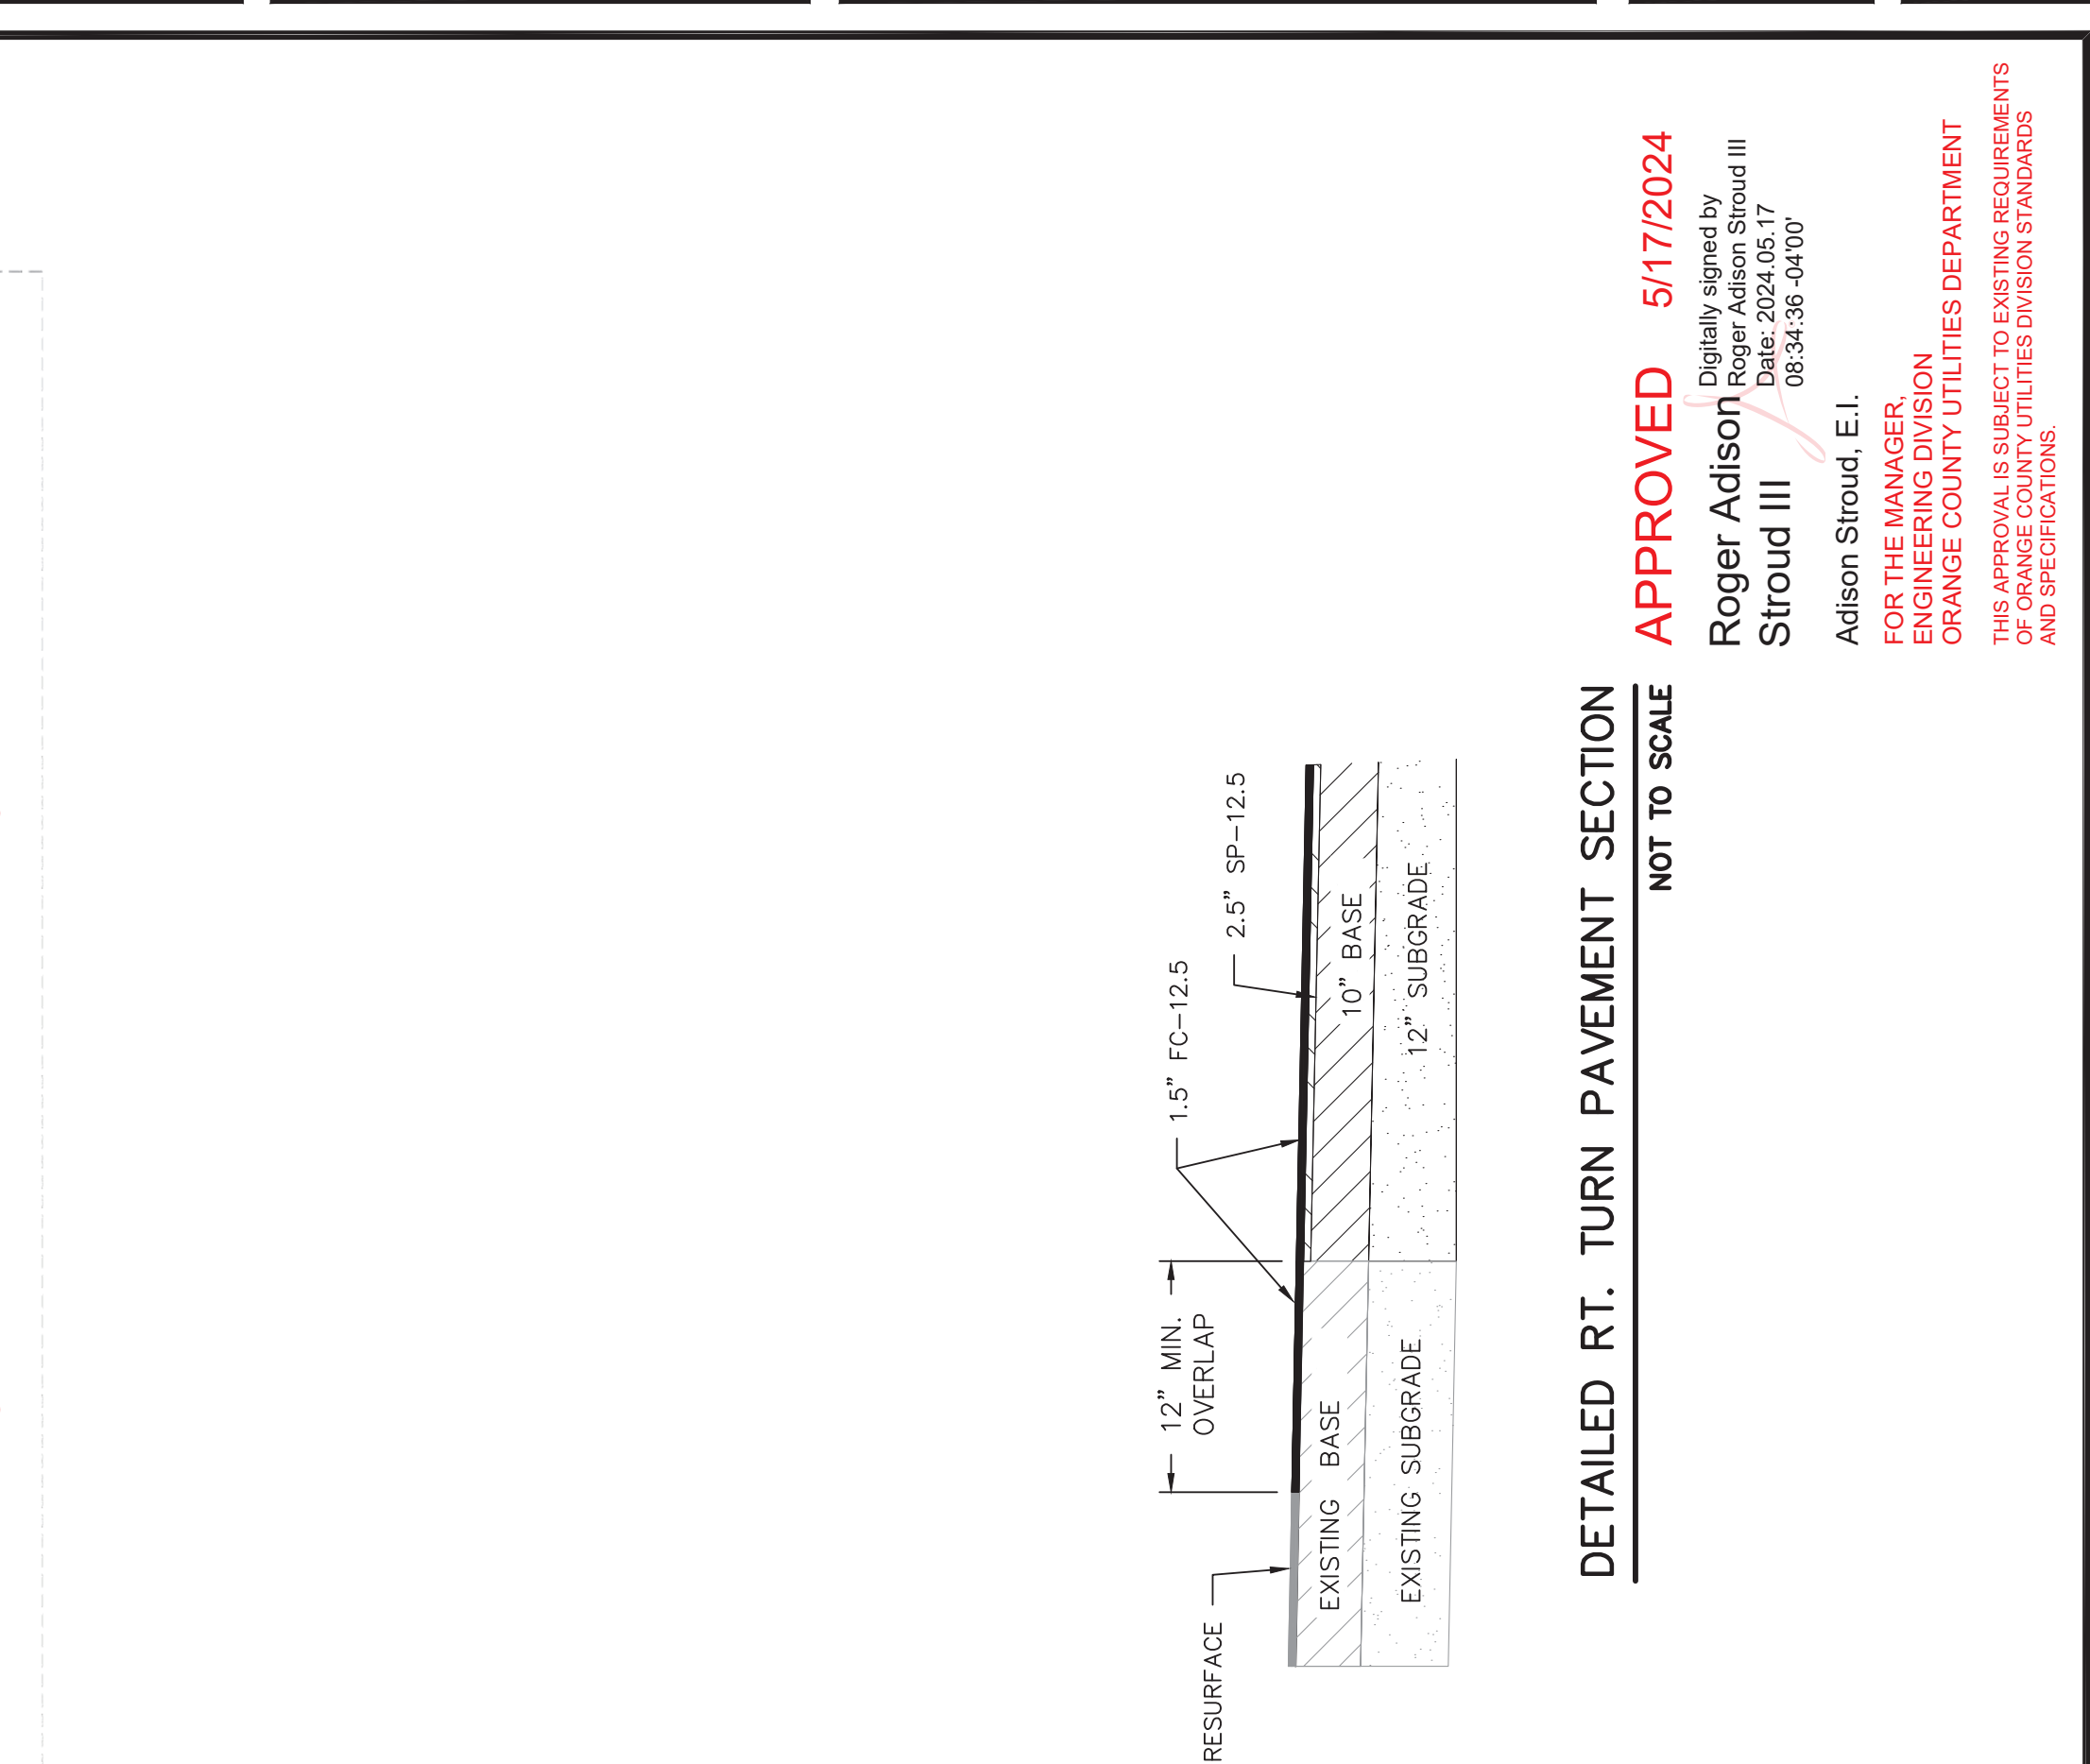 RESURFACE
12” MIN.
OVERLAP
1.5” FC-12.5
2.5” SP-12.5
EXISTING BASE
10” BASE
EXISTING SUBGRADE
12” SUBGRADE
DETAILED RT. TURN PAVEMENT SECTION
NOT TO SCALE
APPROVED 5/17/2024
Roger Adison
Stroud III
Digitally signed by
Roger Adison Stroud III
Date: 2024.05.17
08:34:36 -04'00'
Adison Stroud, E.I.
FOR THE MANAGER,
ENGINEERING DIVISION
ORANGE COUNTY UTILITIES DEPARTMENT
THIS APPROVAL IS SUBJECT TO EXISTING REQUIREMENTS
OF ORANGE COUNTY UTILITIES DIVISION STANDARDS
AND SPECIFICATIONS.